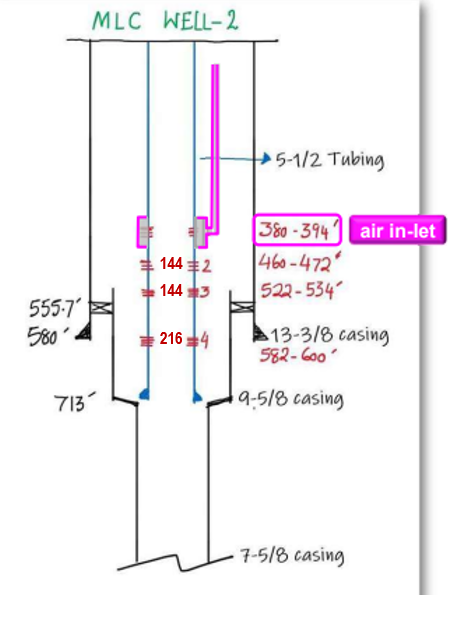 MLC WELL-2
5-1/2 Tubing
380-394' air in-let
144 2 460-472'
144 3 522-534'
555.7'
580' 13-3/8 casing
216 4 582-600'
713' 9-5/8 casing
7-5/8 casing